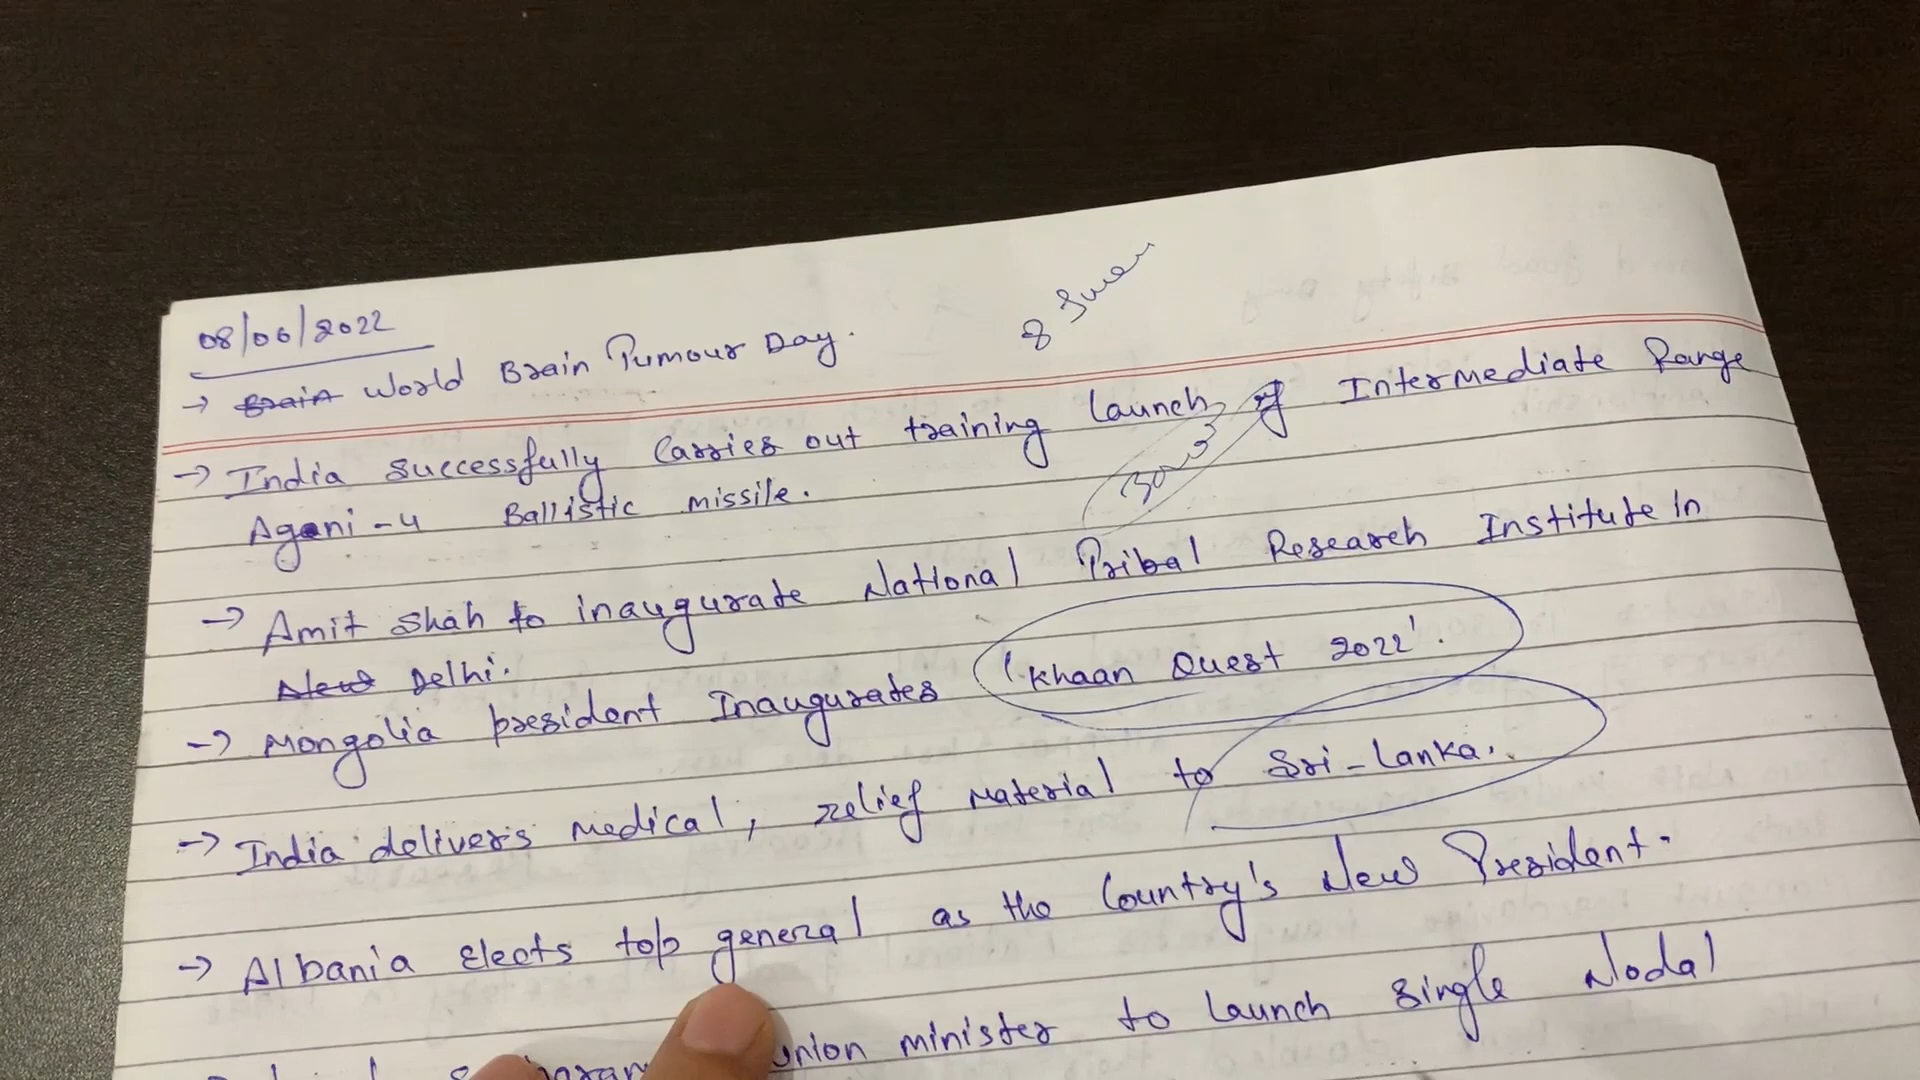 08/06/2022
8 June
→ Brain World Brain Tumour Day.
→ India successfully Carries out training Launch of Intermediate Range
Agni-4 Ballistic missile.
→ Amit Shah to inaugurate National Tribal Research Institute in
New Delhi.
→ Mongolia president Inaugurates 'Khaan Quest 2022'.
→ India delivers medical, relief material to Sri-Lanka.
→ Albania Elects top general as the Country's New President.
union minister to Launch single Nodal